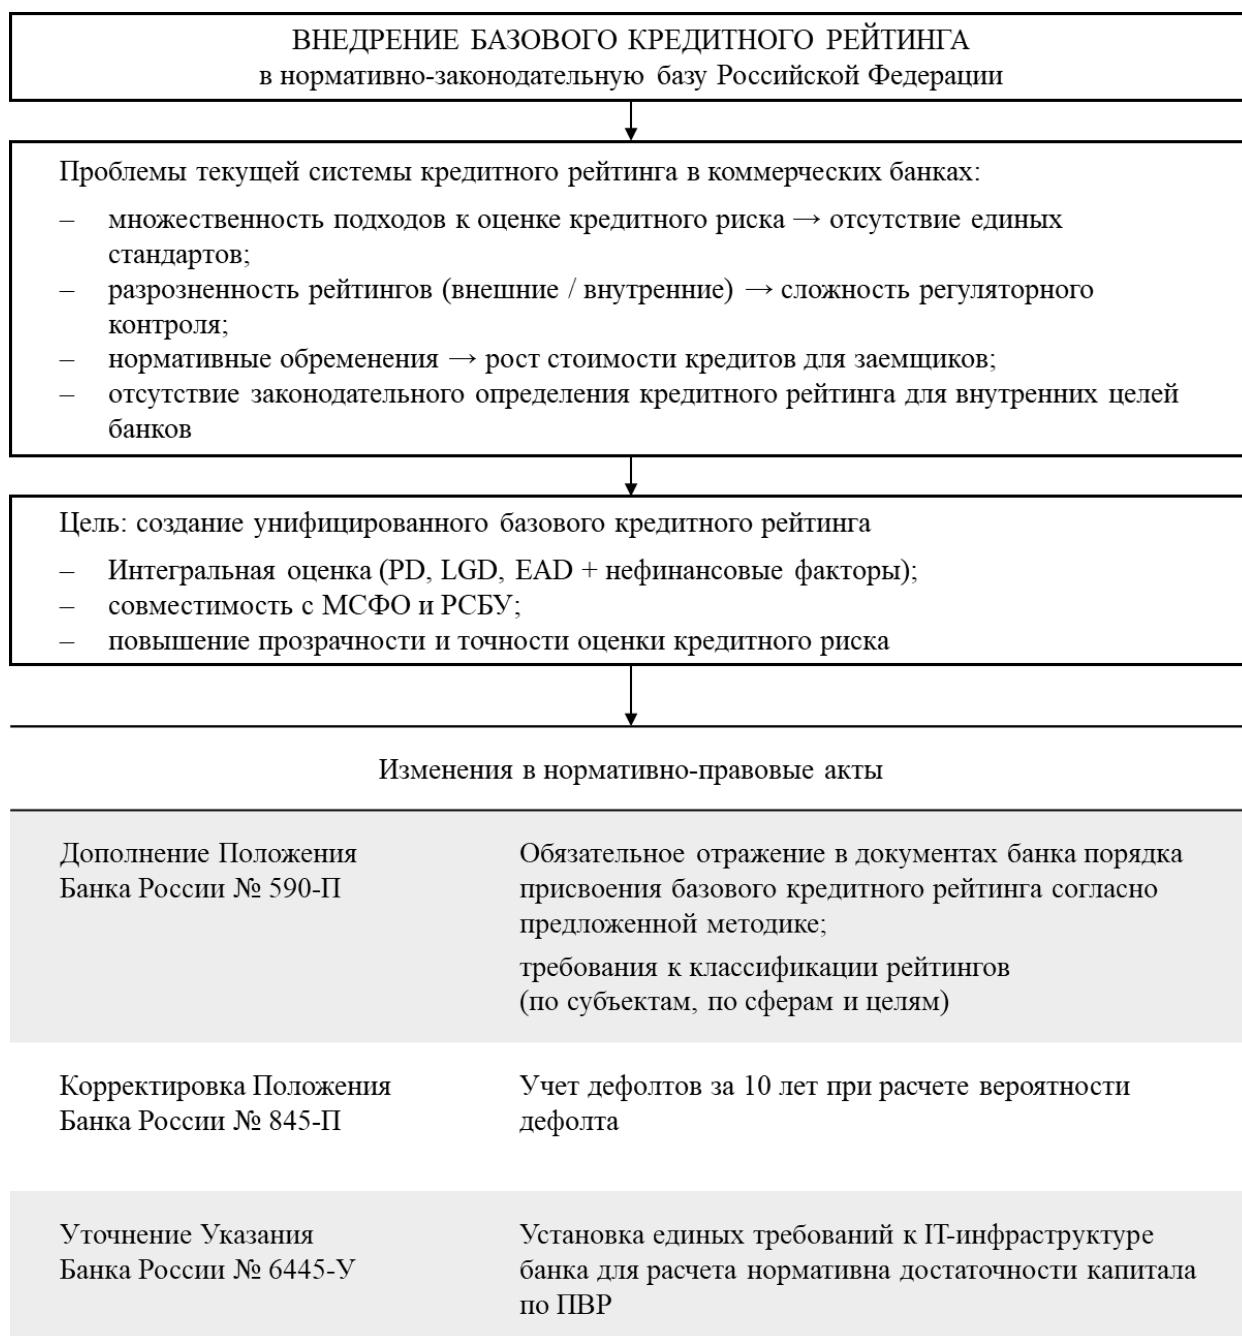 ВНЕДРЕНИЕ БАЗОВОГО КРЕДИТНОГО РЕЙТИНГА
в нормативно-законодательную базу Российской Федерации
Проблемы текущей системы кредитного рейтинга в коммерческих банках:
– множественность подходов к оценке кредитного риска → отсутствие единых
стандартов;
– разрозненность рейтингов (внешние / внутренние) → сложность регуляторного
контроля;
– нормативные обременения → рост стоимости кредитов для заемщиков;
– отсутствие законодательного определения кредитного рейтинга для внутренних целей
банков
Цель: создание унифицированного базового кредитного рейтинга
– Интегральная оценка (PD, LGD, EAD + нефинансовые факторы);
– совместимость с МСФО и РСБУ;
– повышение прозрачности и точности оценки кредитного риска
Изменения в нормативно-правовые акты
Дополнение Положения
Банка России № 590-П
Обязательное отражение в документах банка порядка
присвоения базового кредитного рейтинга согласно
предложенной методике;
требования к классификации рейтингов
(по субъектам, по сферам и целям)
Корректировка Положения
Банка России № 845-П
Учет дефолтов за 10 лет при расчете вероятности
дефолта
Уточнение Указания
Банка России № 6445-У
Установка единых требований к IT-инфраструктуре
банка для расчета нормативна достаточности капитала
по ПВР